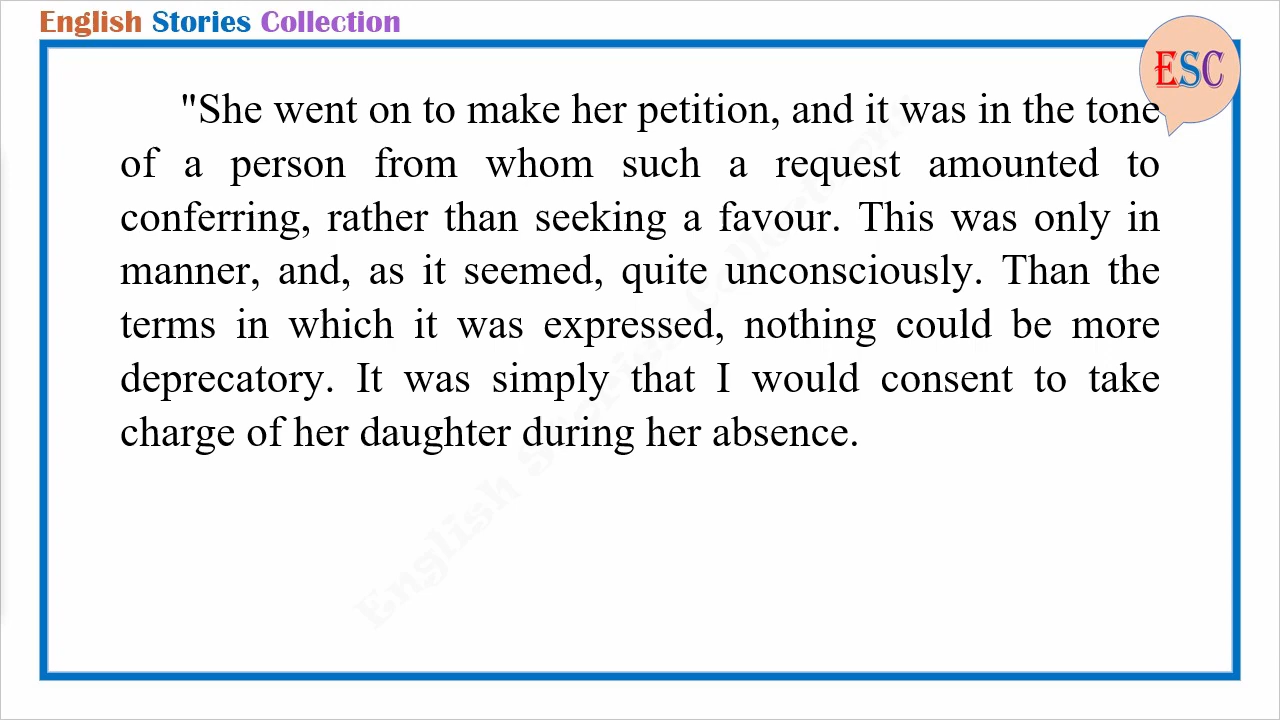 English Stories Collection
ESC
"She went on to make her petition, and it was in the tone
of a person from whom such a request amounted to
conferring, rather than seeking a favour. This was only in
manner, and, as it seemed, quite unconsciously. Than the
terms in which it was expressed, nothing could be more
deprecatory. It was simply that I would consent to take
charge of her daughter during her absence.
English Stories Collection